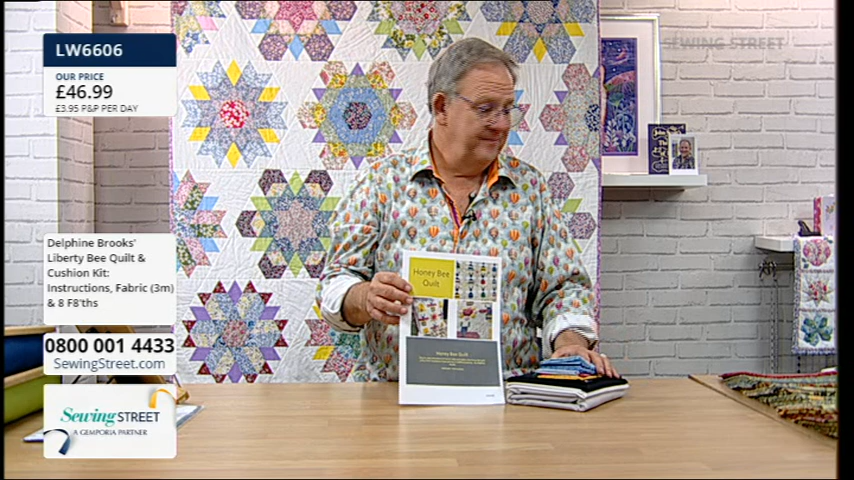 LW6606
OUR PRICE
£46.99
£3.95 P&P PER DAY
SEWING STREET
Delphine Brooks'
Liberty Bee Quilt &
Cushion Kit:
Instructions, Fabric (3m)
& 8 F8'ths
0800 001 4433
SewingStreet.com
Sewing STREET
A GEMPORIA PARTNER
Honey Bee
Quilt
Honey Bee Quilt